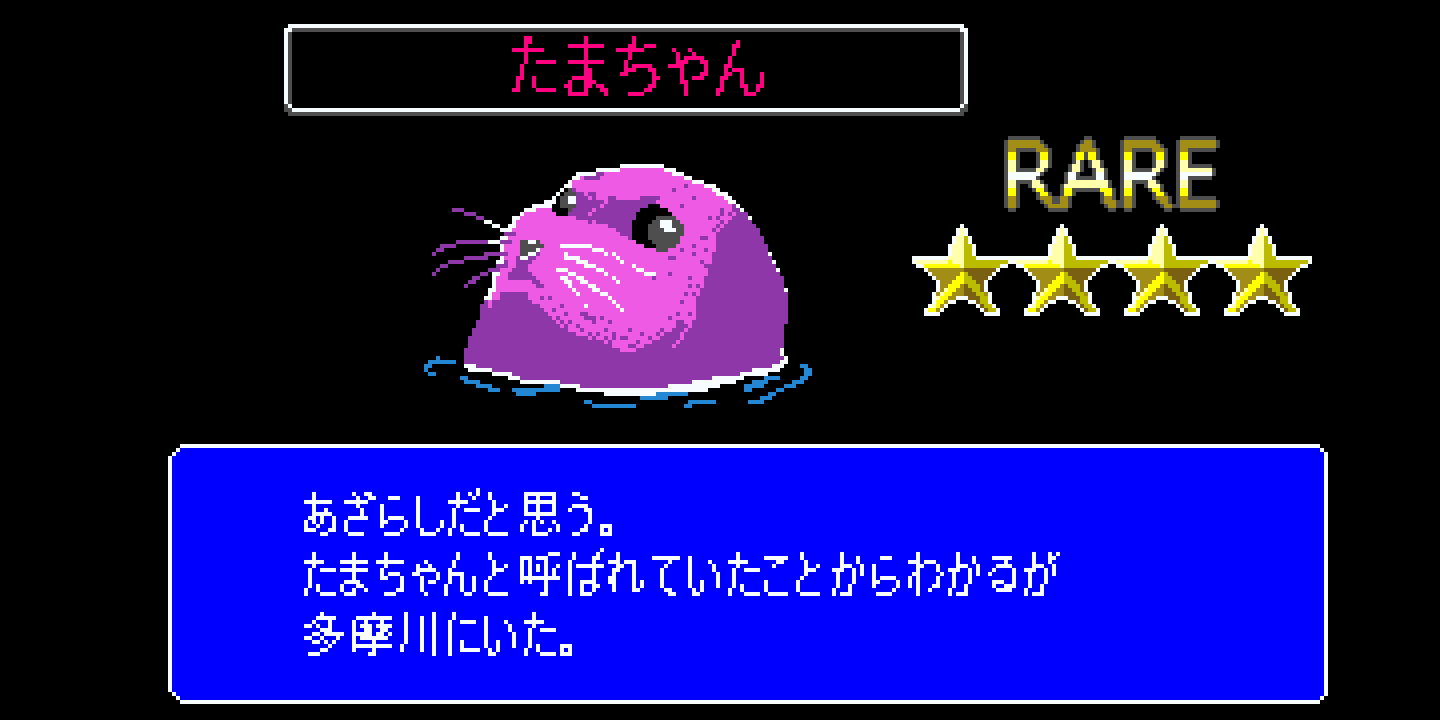 たまちゃん
RARE
あざらしだと思う。
たまちゃんと呼ばれていたことからわかるが
多摩川にいた。